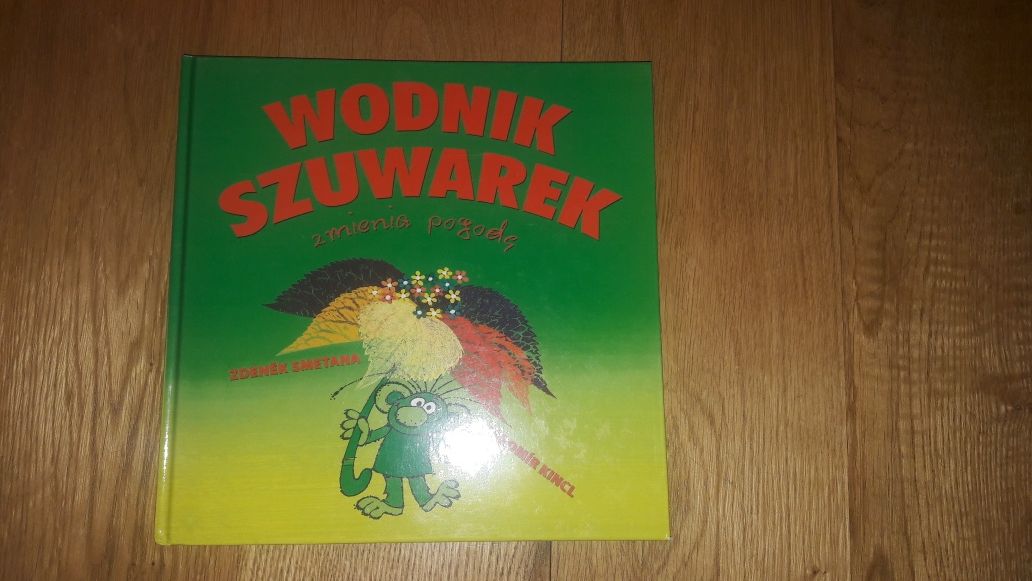 WODNIK
SZUWAREK
zmienia pogodę
ZDENĚK SMETANA
KINCL